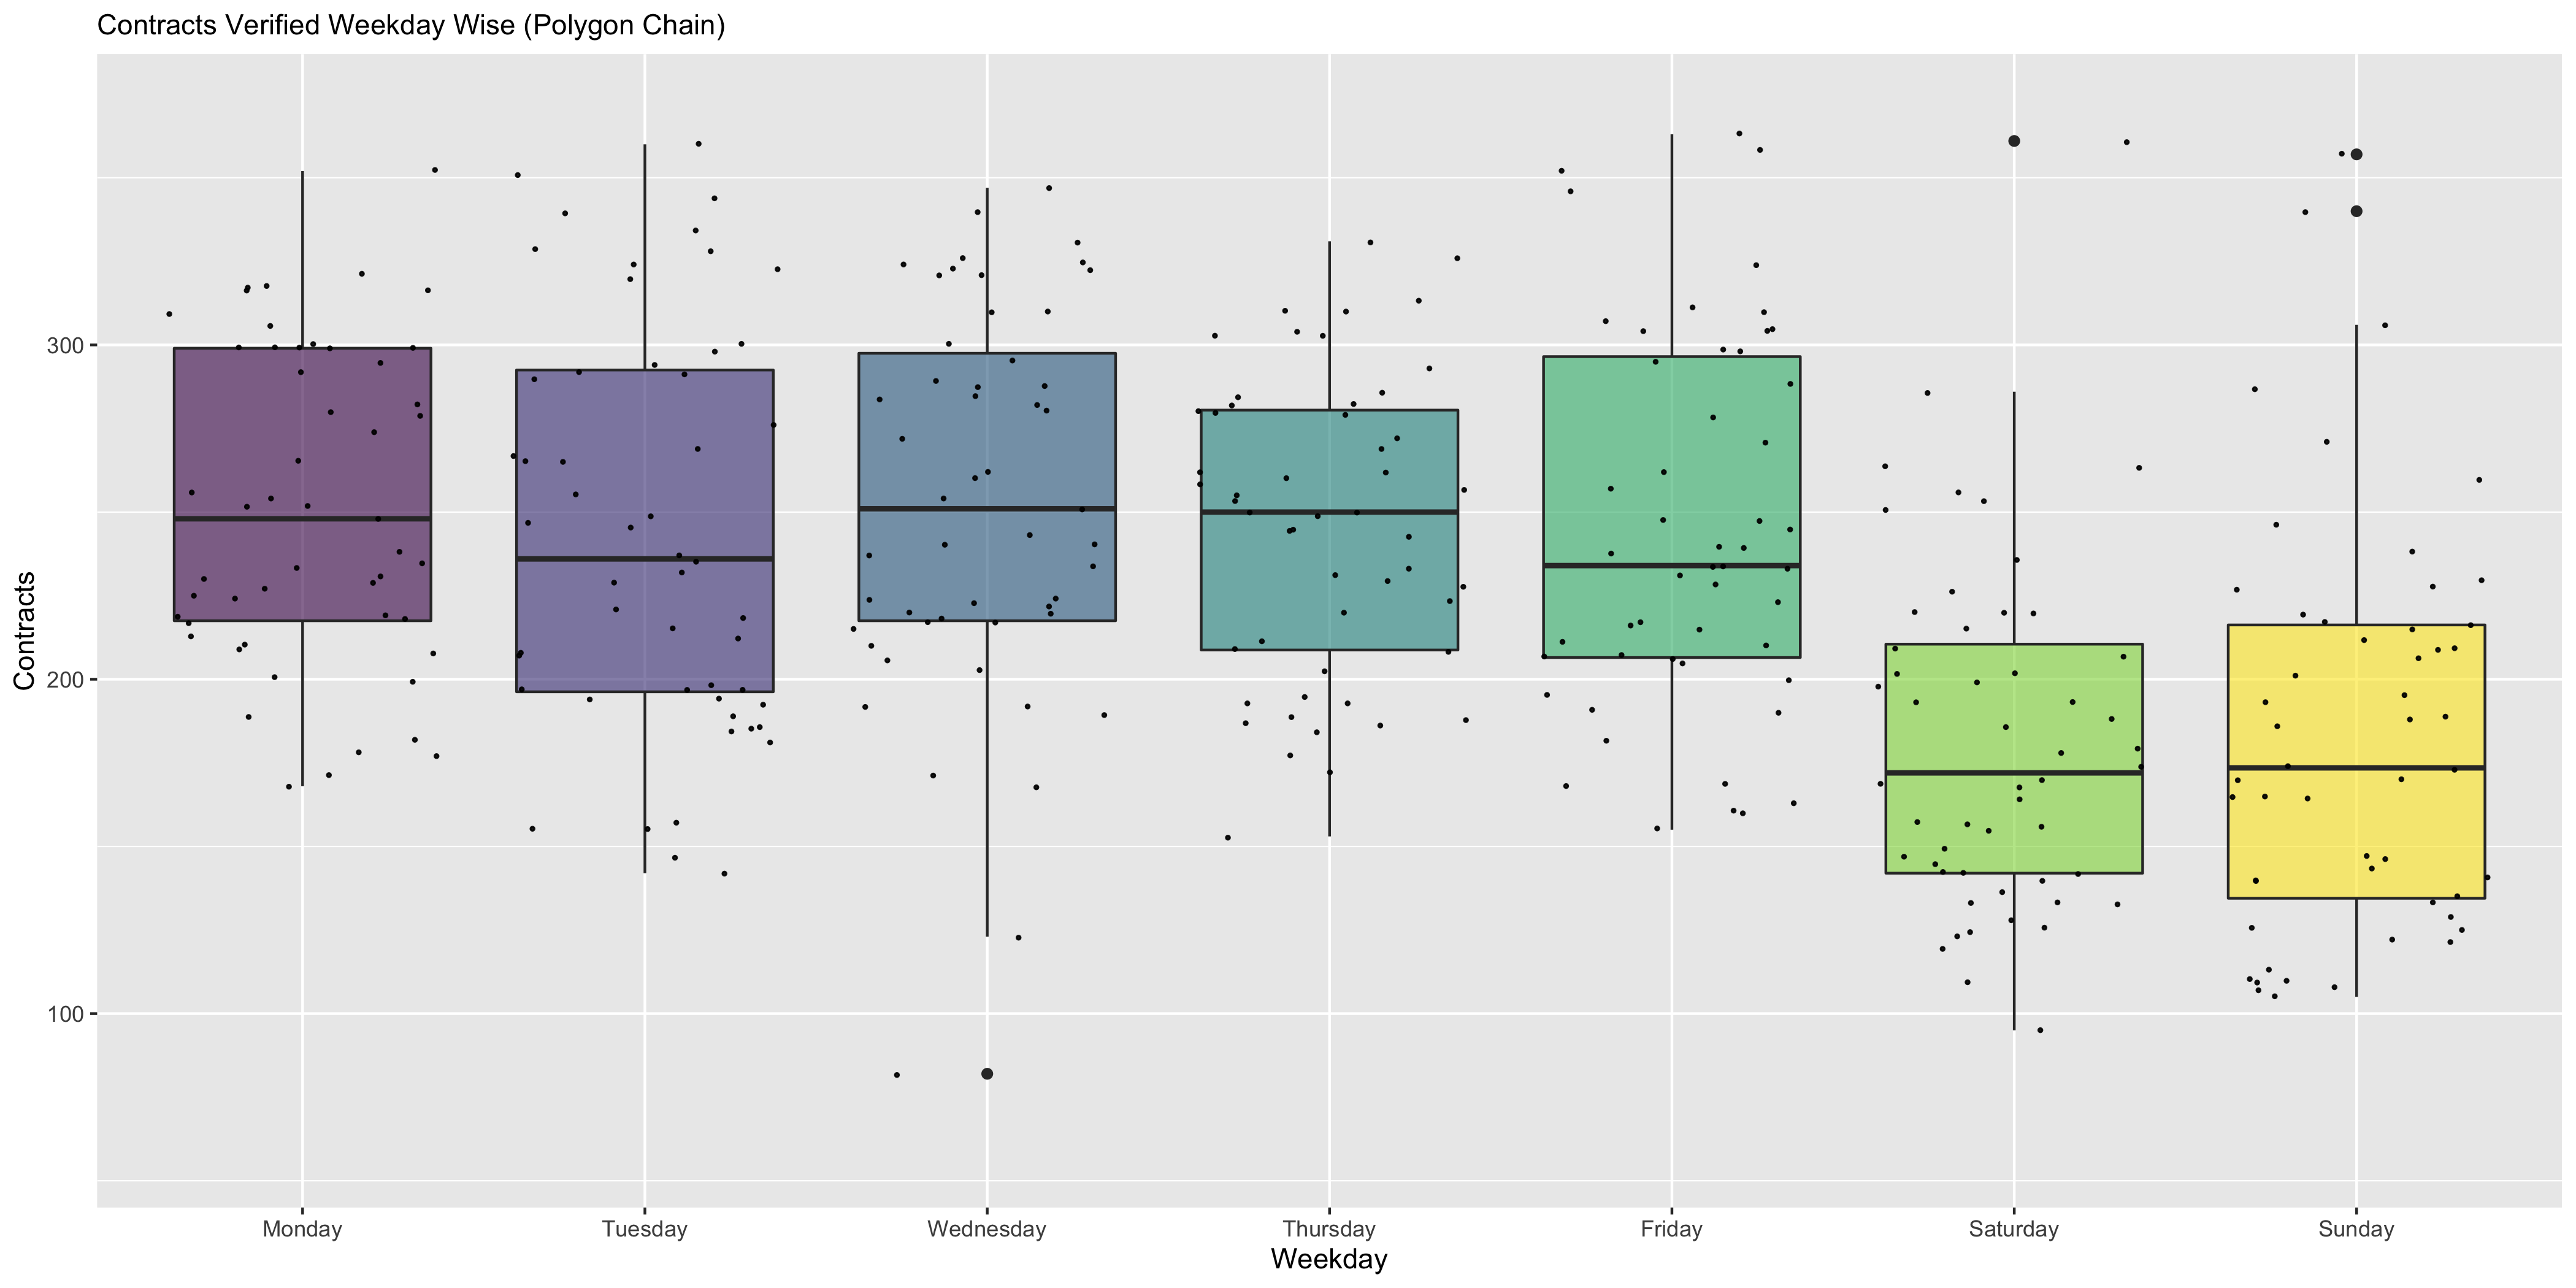 Contracts Verified Weekday Wise (Polygon Chain)
Contracts
300
200
100
Monday Tuesday Wednesday Thursday Friday Saturday Sunday
Weekday